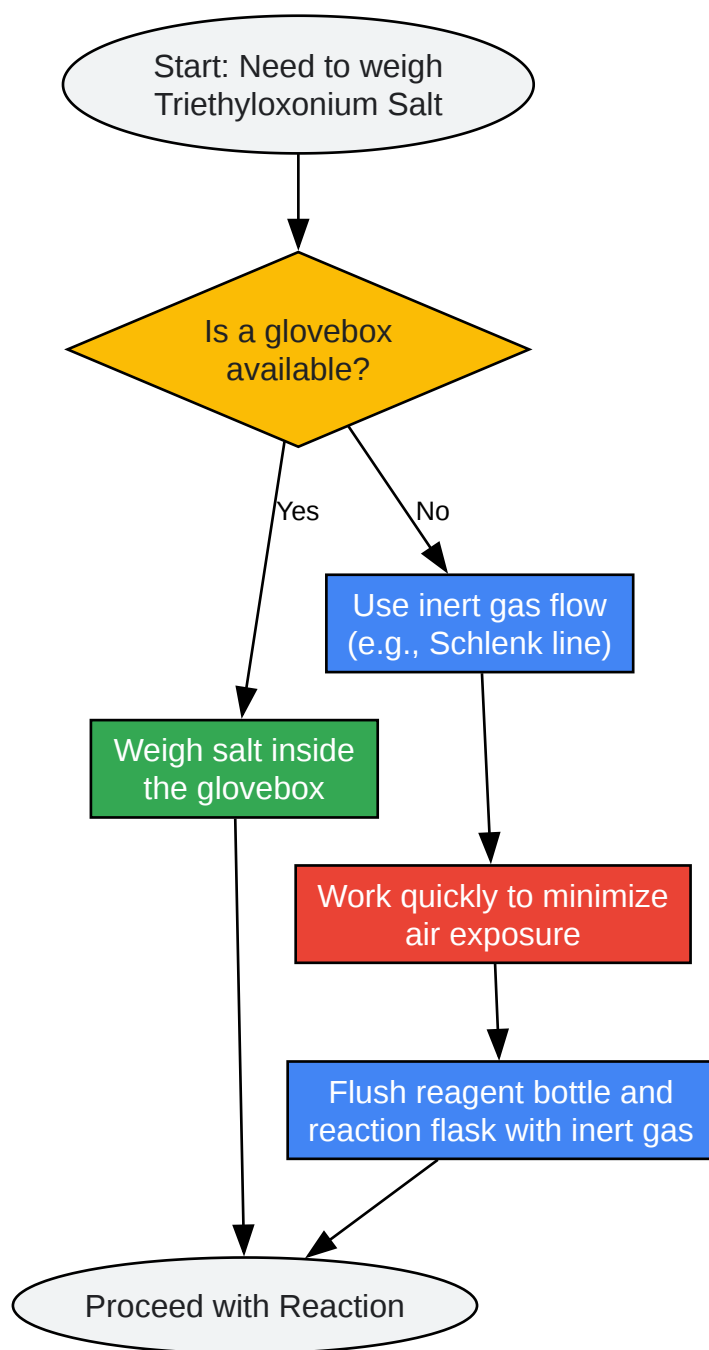 Start: Need to weigh
Triethyloxonium Salt
Is a glovebox
available?
Yes
No
Use inert gas flow
(e.g., Schlenk line)
Weigh salt inside
the glovebox
Work quickly to minimize
air exposure
Flush reagent bottle and
reaction flask with inert gas
Proceed with Reaction